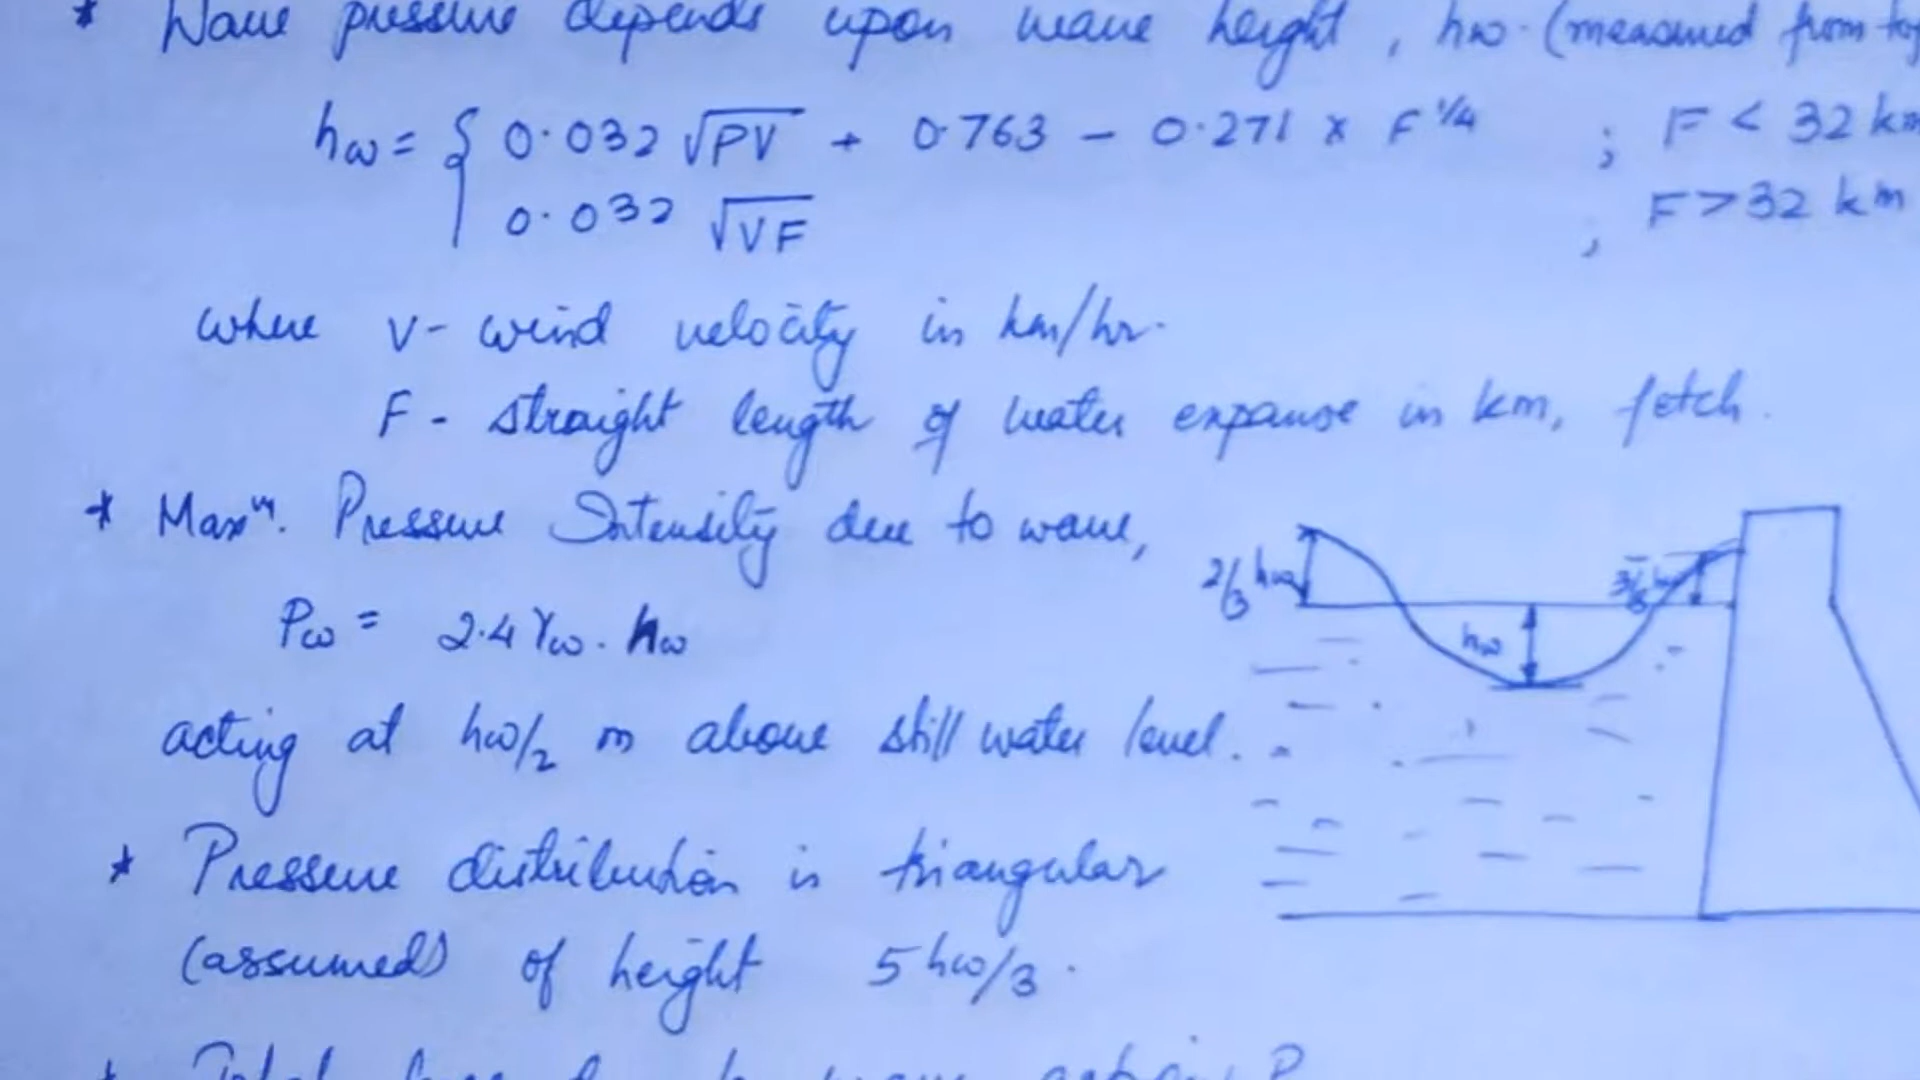 * Wave pressure depends upon wave height, hw. (measured from top
hw = { 0.032 √PV + 0.763 - 0.271 x F^1/4 ; F < 32 km
0.032 √VF ; F > 32 km
where V - wind velocity in km/hr.
F - straight length of water expanse in km, fetch.
* Max^m. Pressure Intensity due to wave,
Pw = 2.4 γw . hw
acting at hw/2 m above still water level.
2/3 hw
hw
* Pressure distribution is triangular
(assumed) of height 5hw/3.
* Total